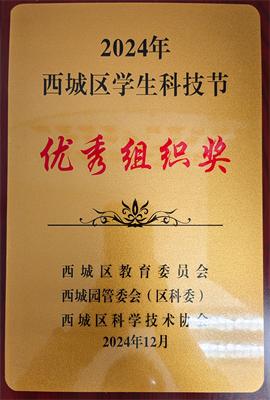 2024年
西城区学生科技节
优秀组织奖
西城区教育委员会
西城园管委会（区科委）
西城区科学技术协会
2024年12月